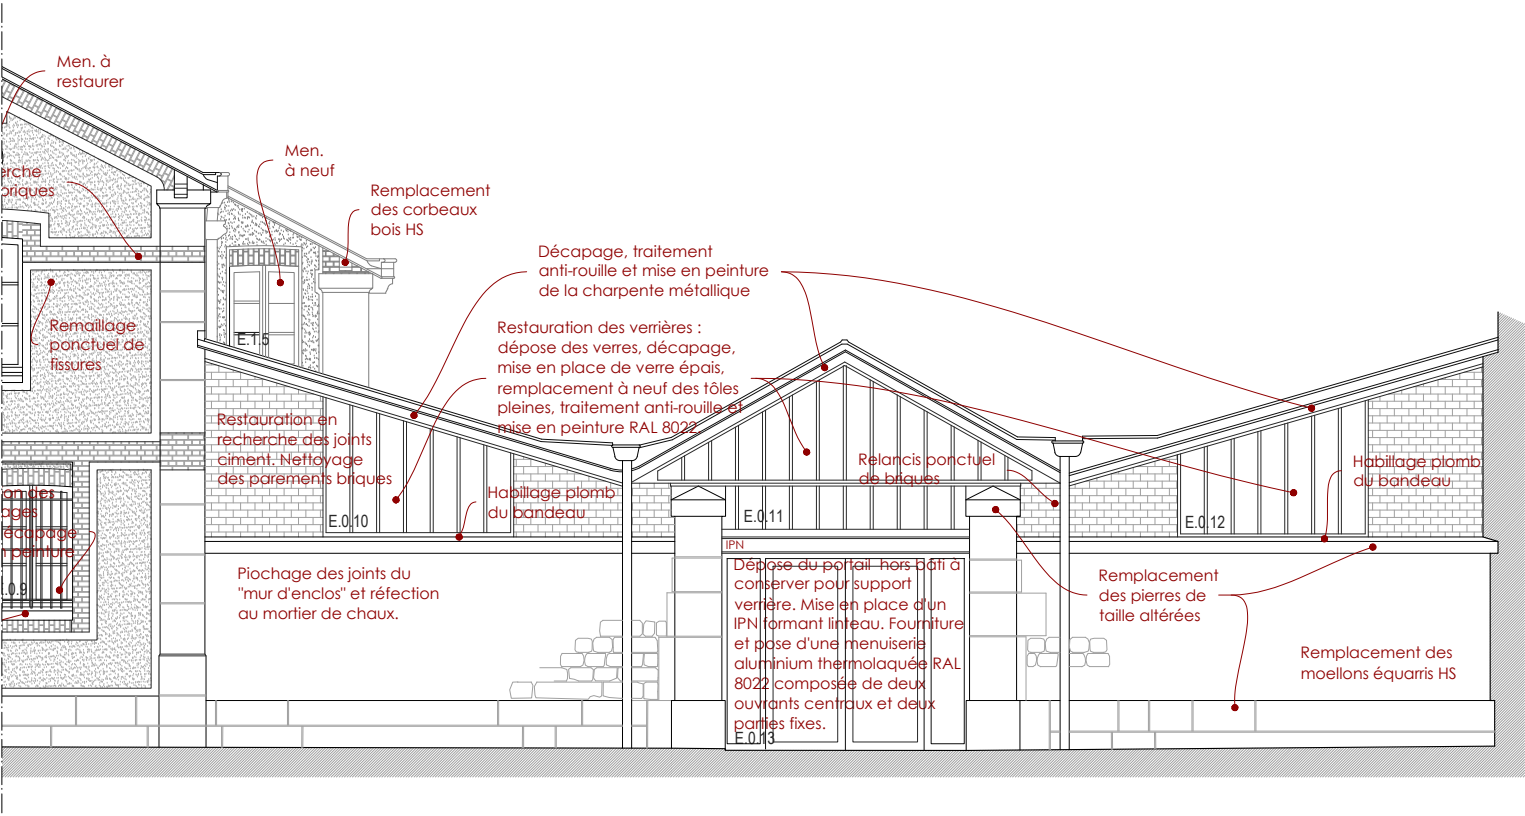 Men. à
restaurer
Men.
à neuf
briques
Remplacement
des corbeaux
bois HS
Décapage, traitement
anti-rouille et mise en peinture
de la charpente métallique
Remaillage
ponctuel de
fissures
E.1.5
Restauration des verrières :
dépose des verres, décapage,
mise en place de verre épais,
remplacement à neuf des tôles
pleines, traitement anti-rouille et
mise en peinture RAL 8022
Restauration en
recherche des joints
ciment. Nettoyage
des parements briques
Relancis ponctuel
de briques
Habillage plomb
du bandeau
Habillage plomb
du bandeau
des
peinture
E.0.10
E.0.11
E.0.12
IPN
Piochage des joints du
"mur d'enclos" et réfection
au mortier de chaux.
Dépose du portail hors bâti à
conserver pour support
verrière. Mise en place d'un
IPN formant linteau. Fourniture
et pose d'une menuiserie
aluminium thermolaquée RAL
8022 composée de deux
ouvrants centraux et deux
parties fixes.
E.0.13
Remplacement
des pierres de
taille altérées
Remplacement des
moellons équarris HS